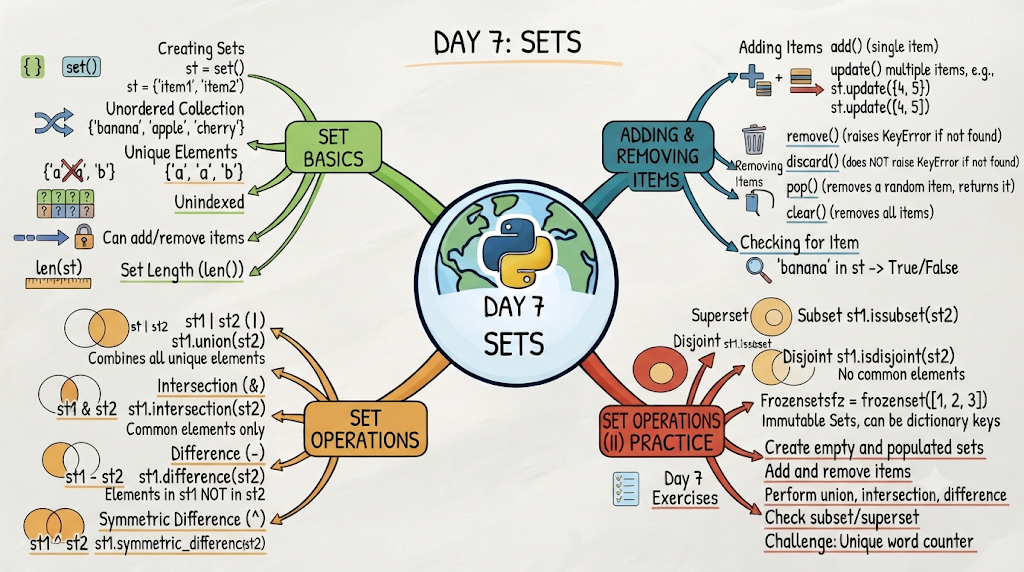 DAY 7: SETS
{ }
set()
Creating Sets
st = set()
st = {'item1', 'item2'}
Unordered Collection
{'banana', 'apple', 'cherry'}
Unique Elements
{'a', 'a', 'b'}
{'a', 'a', 'b'}
Unindexed
? ? ? ?
? ? ? ?
Can add/remove items
len(st)
Set Length (len())
SET
BASICS
ADDING &
REMOVING
ITEMS
Adding Items
add() (single item)
+
update() multiple items, e.g.,
st.update({4, 5})
st.update([4, 5])
remove() (raises KeyError if not found)
Removing
Items
discard() (does NOT raise KeyError if not found)
pop() (removes a random item, returns it)
clear() (removes all items)
Checking for Item
'banana' in st -> True/False
DAY 7
SETS
st | st2
st1 | st2 (|)
st1.union(st2)
Combines all unique elements
Intersection (&)
st1 & st2
st1.intersection(st2)
Common elements only
Difference (-)
st1 - st2
st1.difference(st2)
Elements in st1 NOT in st2
Symmetric Difference (^)
st1 ^ st2
st1.symmetric_differenc(st2)
SET
OPERATIONS
SET OPERATIONS
(II) PRACTICE
Superset
Subset st1.issubset(st2)
Disjoint
Disjoint st1.isdisjoint(st2)
No common elements
Frozensetsfz = frozenset([1, 2, 3])
Immutable Sets, can be dictionary keys
Create empty and populated sets
Add and remove items
Perform union, intersection, difference
Check subset/superset
Challenge: Unique word counter
Day 7
Exercises